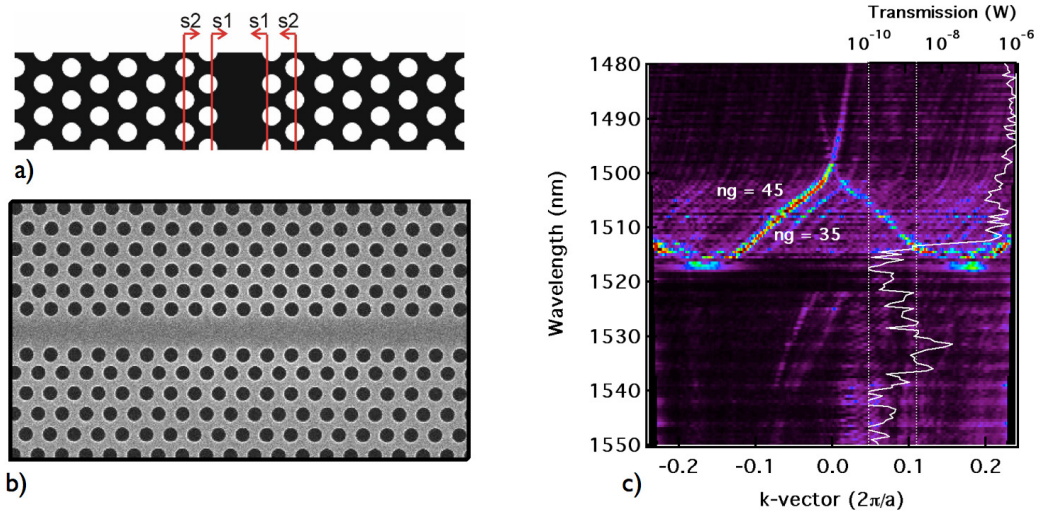 s2 s1 s1 s2
a)
b)
Transmission (W)
10⁻¹⁰ 10⁻⁸ 10⁻⁶
1480
1490
1500
1510
1520
1530
1540
1550
Wavelength (nm)
ng = 45
ng = 35
-0.2 -0.1 0.0 0.1 0.2
c) k-vector (2π/a)